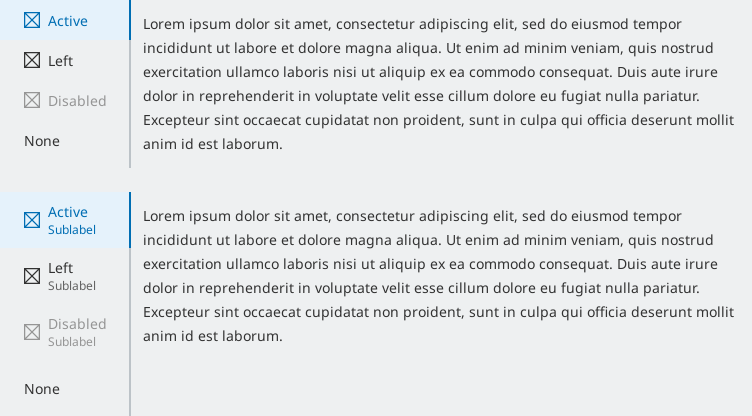 Active
Left
Disabled
None
Lorem ipsum dolor sit amet, consectetur adipiscing elit, sed do eiusmod tempor
incididunt ut labore et dolore magna aliqua. Ut enim ad minim veniam, quis nostrud
exercitation ullamco laboris nisi ut aliquip ex ea commodo consequat. Duis aute irure
dolor in reprehenderit in voluptate velit esse cillum dolore eu fugiat nulla pariatur.
Excepteur sint occaecat cupidatat non proident, sunt in culpa qui officia deserunt mollit
anim id est laborum.
Active
Sublabel
Left
Sublabel
Disabled
Sublabel
None
Lorem ipsum dolor sit amet, consectetur adipiscing elit, sed do eiusmod tempor
incididunt ut labore et dolore magna aliqua. Ut enim ad minim veniam, quis nostrud
exercitation ullamco laboris nisi ut aliquip ex ea commodo consequat. Duis aute irure
dolor in reprehenderit in voluptate velit esse cillum dolore eu fugiat nulla pariatur.
Excepteur sint occaecat cupidatat non proident, sunt in culpa qui officia deserunt mollit
anim id est laborum.